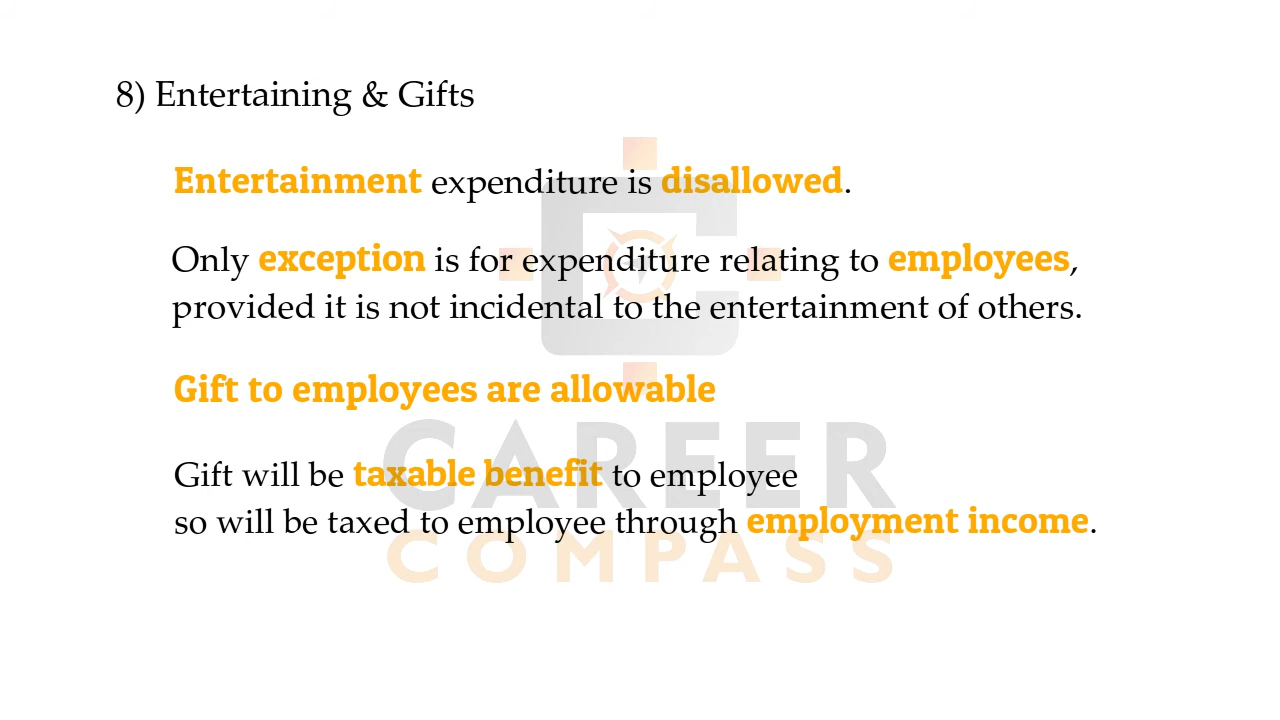 8) Entertaining & Gifts
Entertainment expenditure is disallowed.
Only exception is for expenditure relating to employees,
provided it is not incidental to the entertainment of others.
Gift to employees are allowable
CAREER
Gift will be taxable benefit to employee
so will be taxed to employee through employment income.
COMPASS